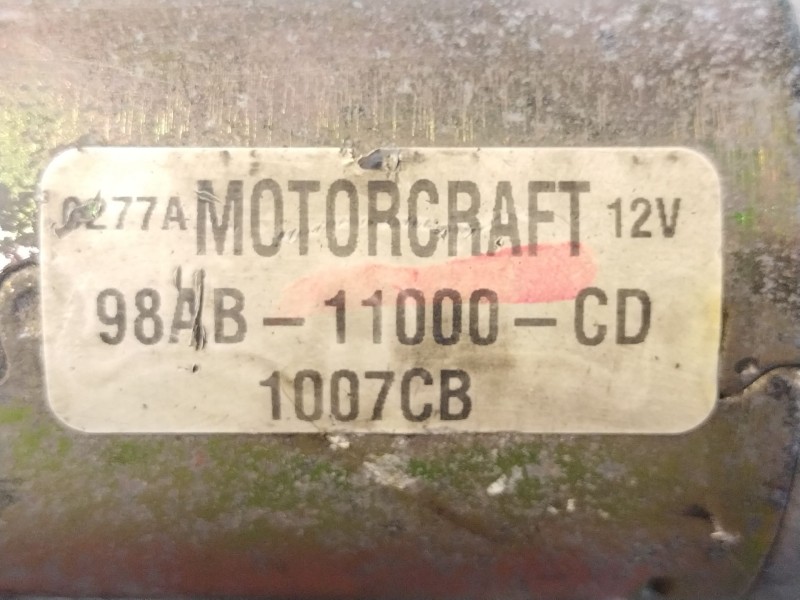 0277A MOTORCRAFT 12V
98AB-11000-CD
1007CB